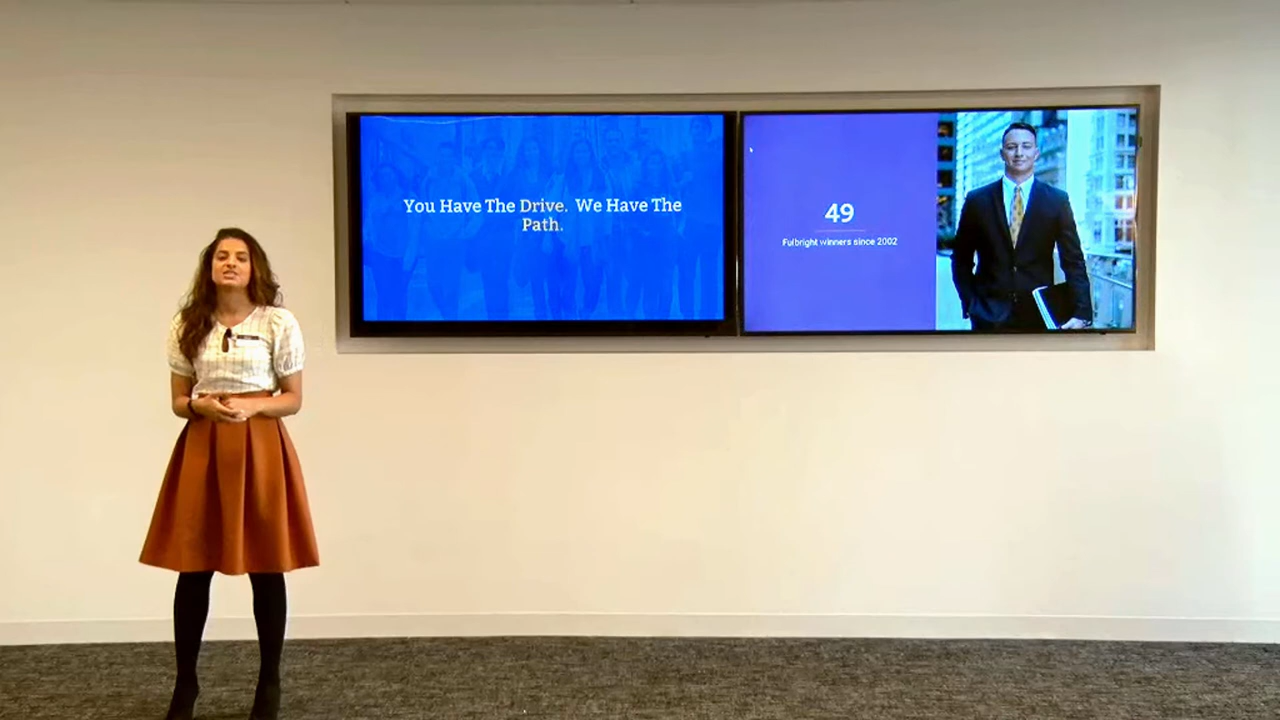 You Have The Drive. We Have The
Path.
49
Fulbright winners since 2002